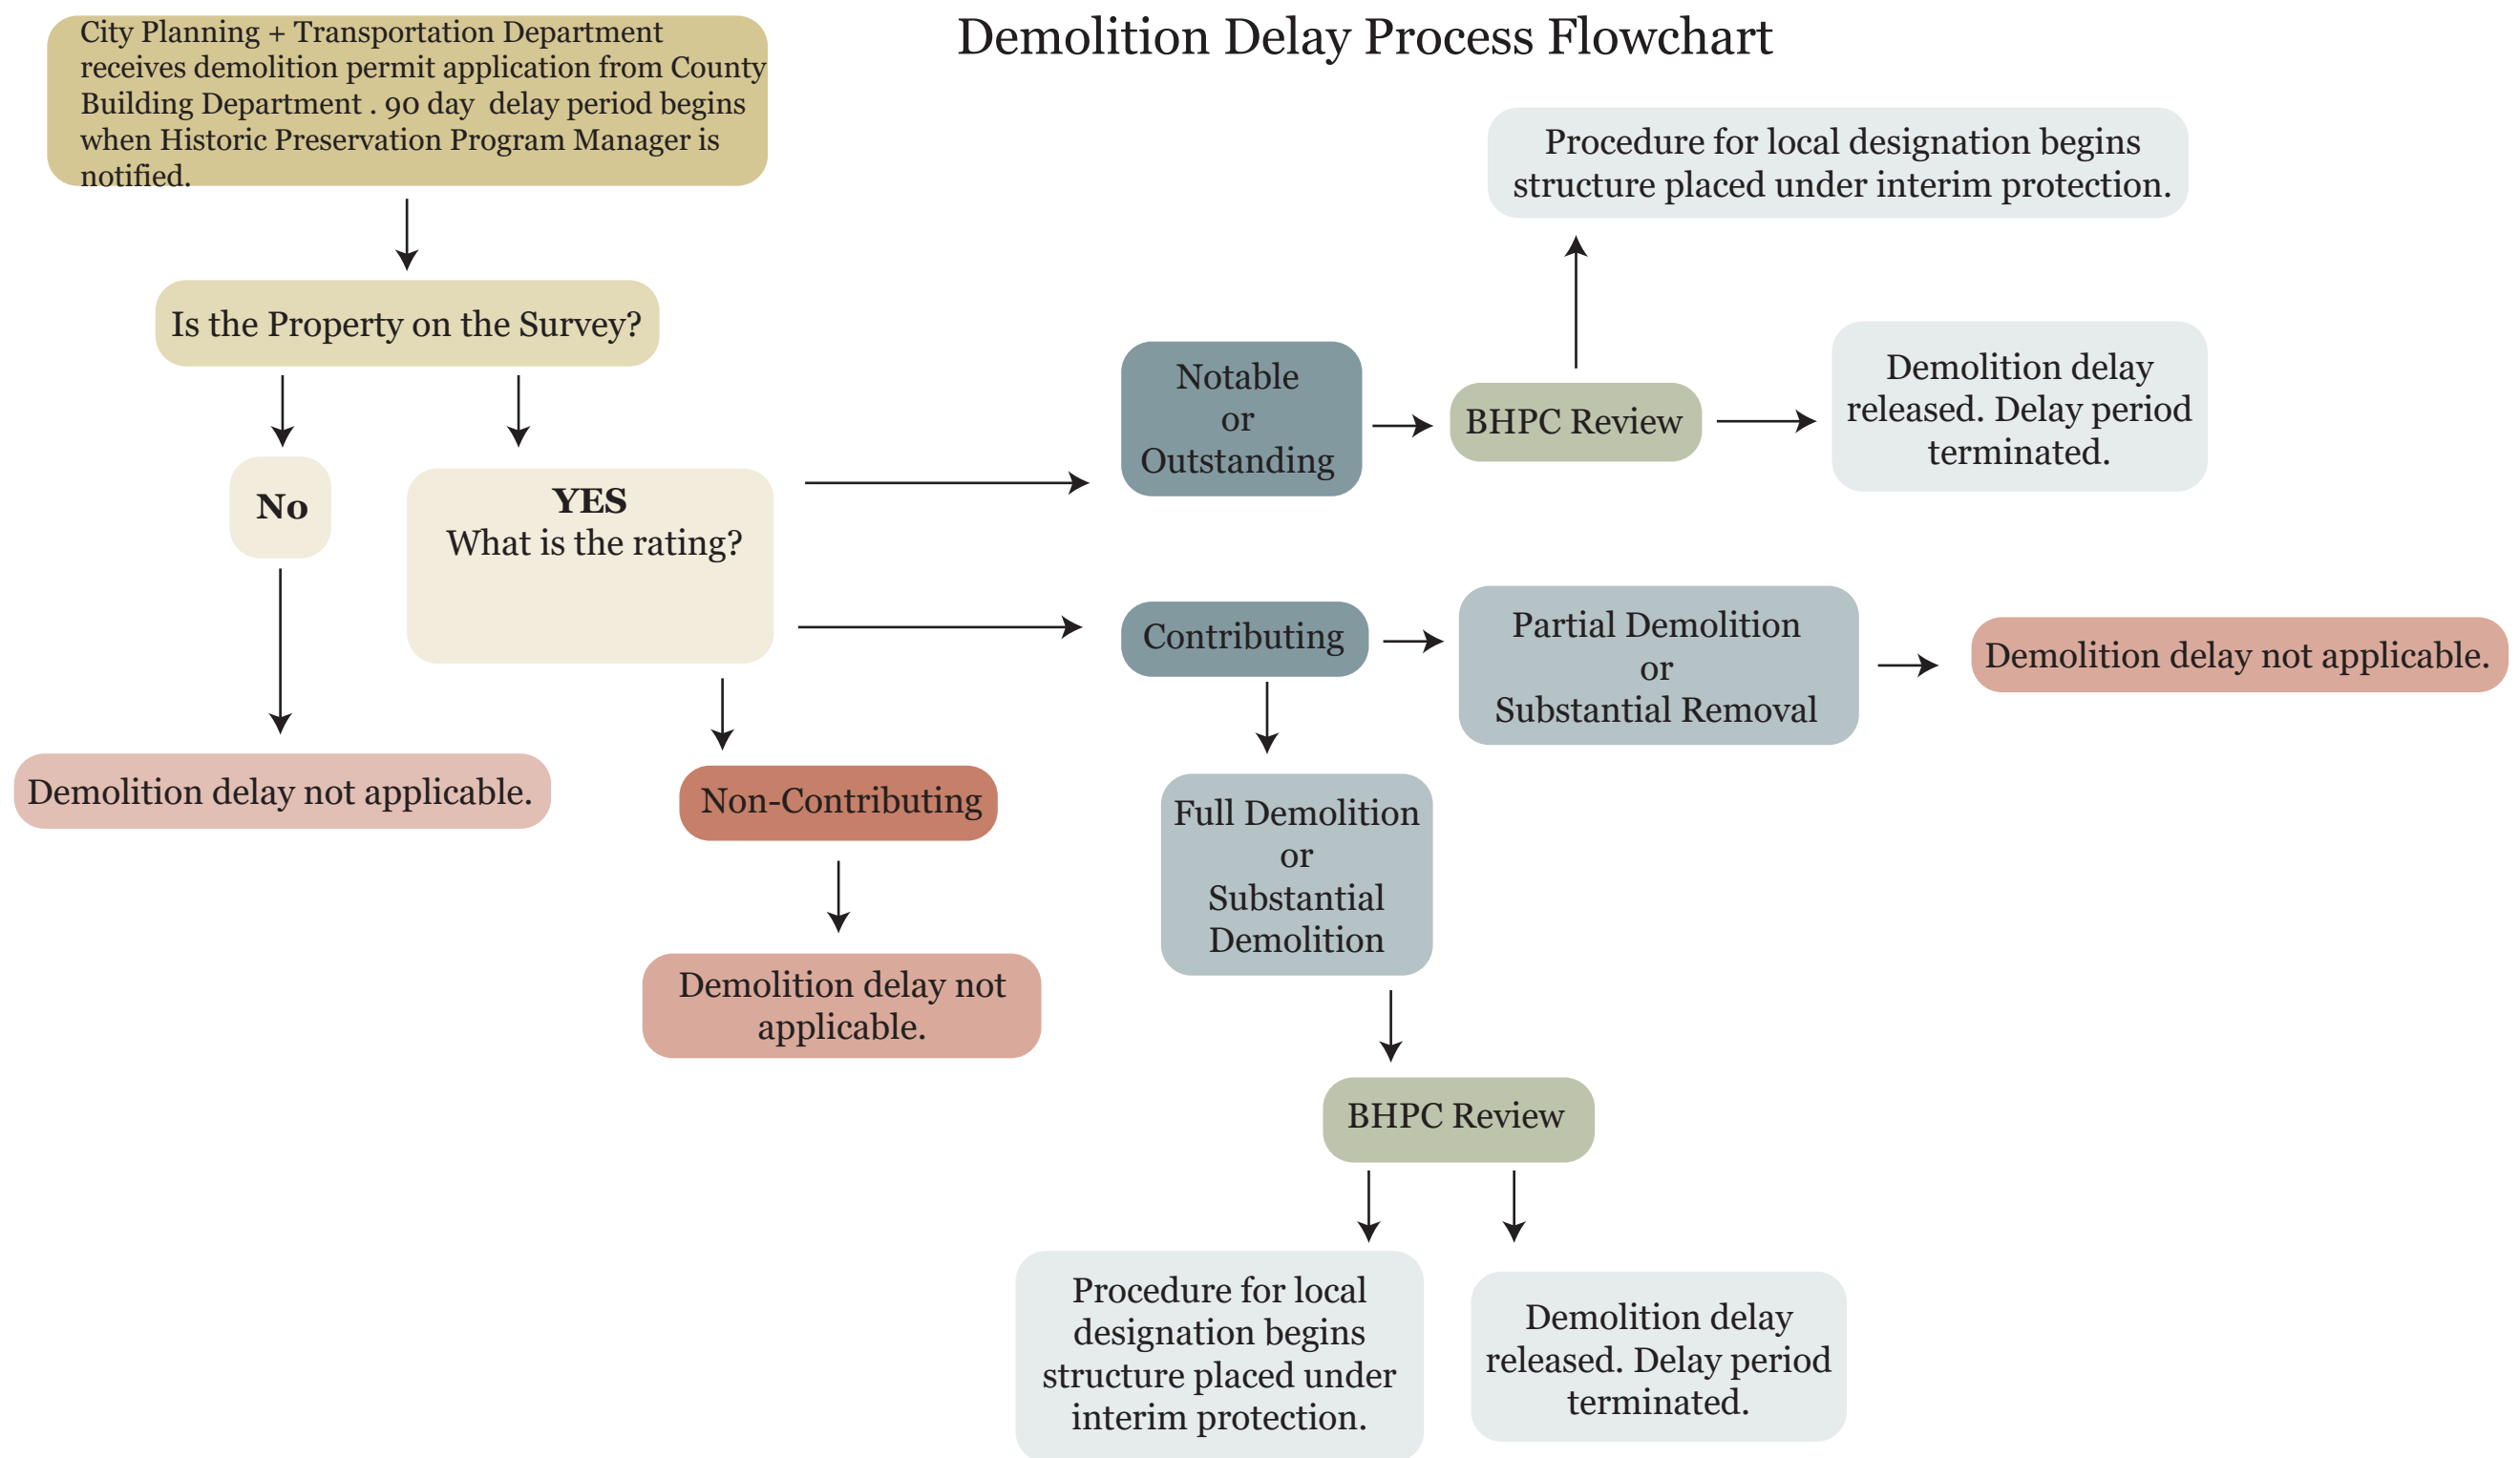 Demolition Delay Process Flowchart
City Planning + Transportation Department
receives demolition permit application from County
Building Department . 90 day  delay period begins
when Historic Preservation Program Manager is
notified.
Is the Property on the Survey?
No
Demolition delay not applicable.
YES
What is the rating?
Non-Contributing
Demolition delay not
applicable.
Notable
or
Outstanding
BHPC Review
Procedure for local designation begins
structure placed under interim protection.
Demolition delay
released. Delay period
terminated.
Contributing
Partial Demolition
or
Substantial Removal
Demolition delay not applicable.
Full Demolition
or
Substantial
Demolition
BHPC Review
Procedure for local
designation begins
structure placed under
interim protection.
Demolition delay
released. Delay period
terminated.